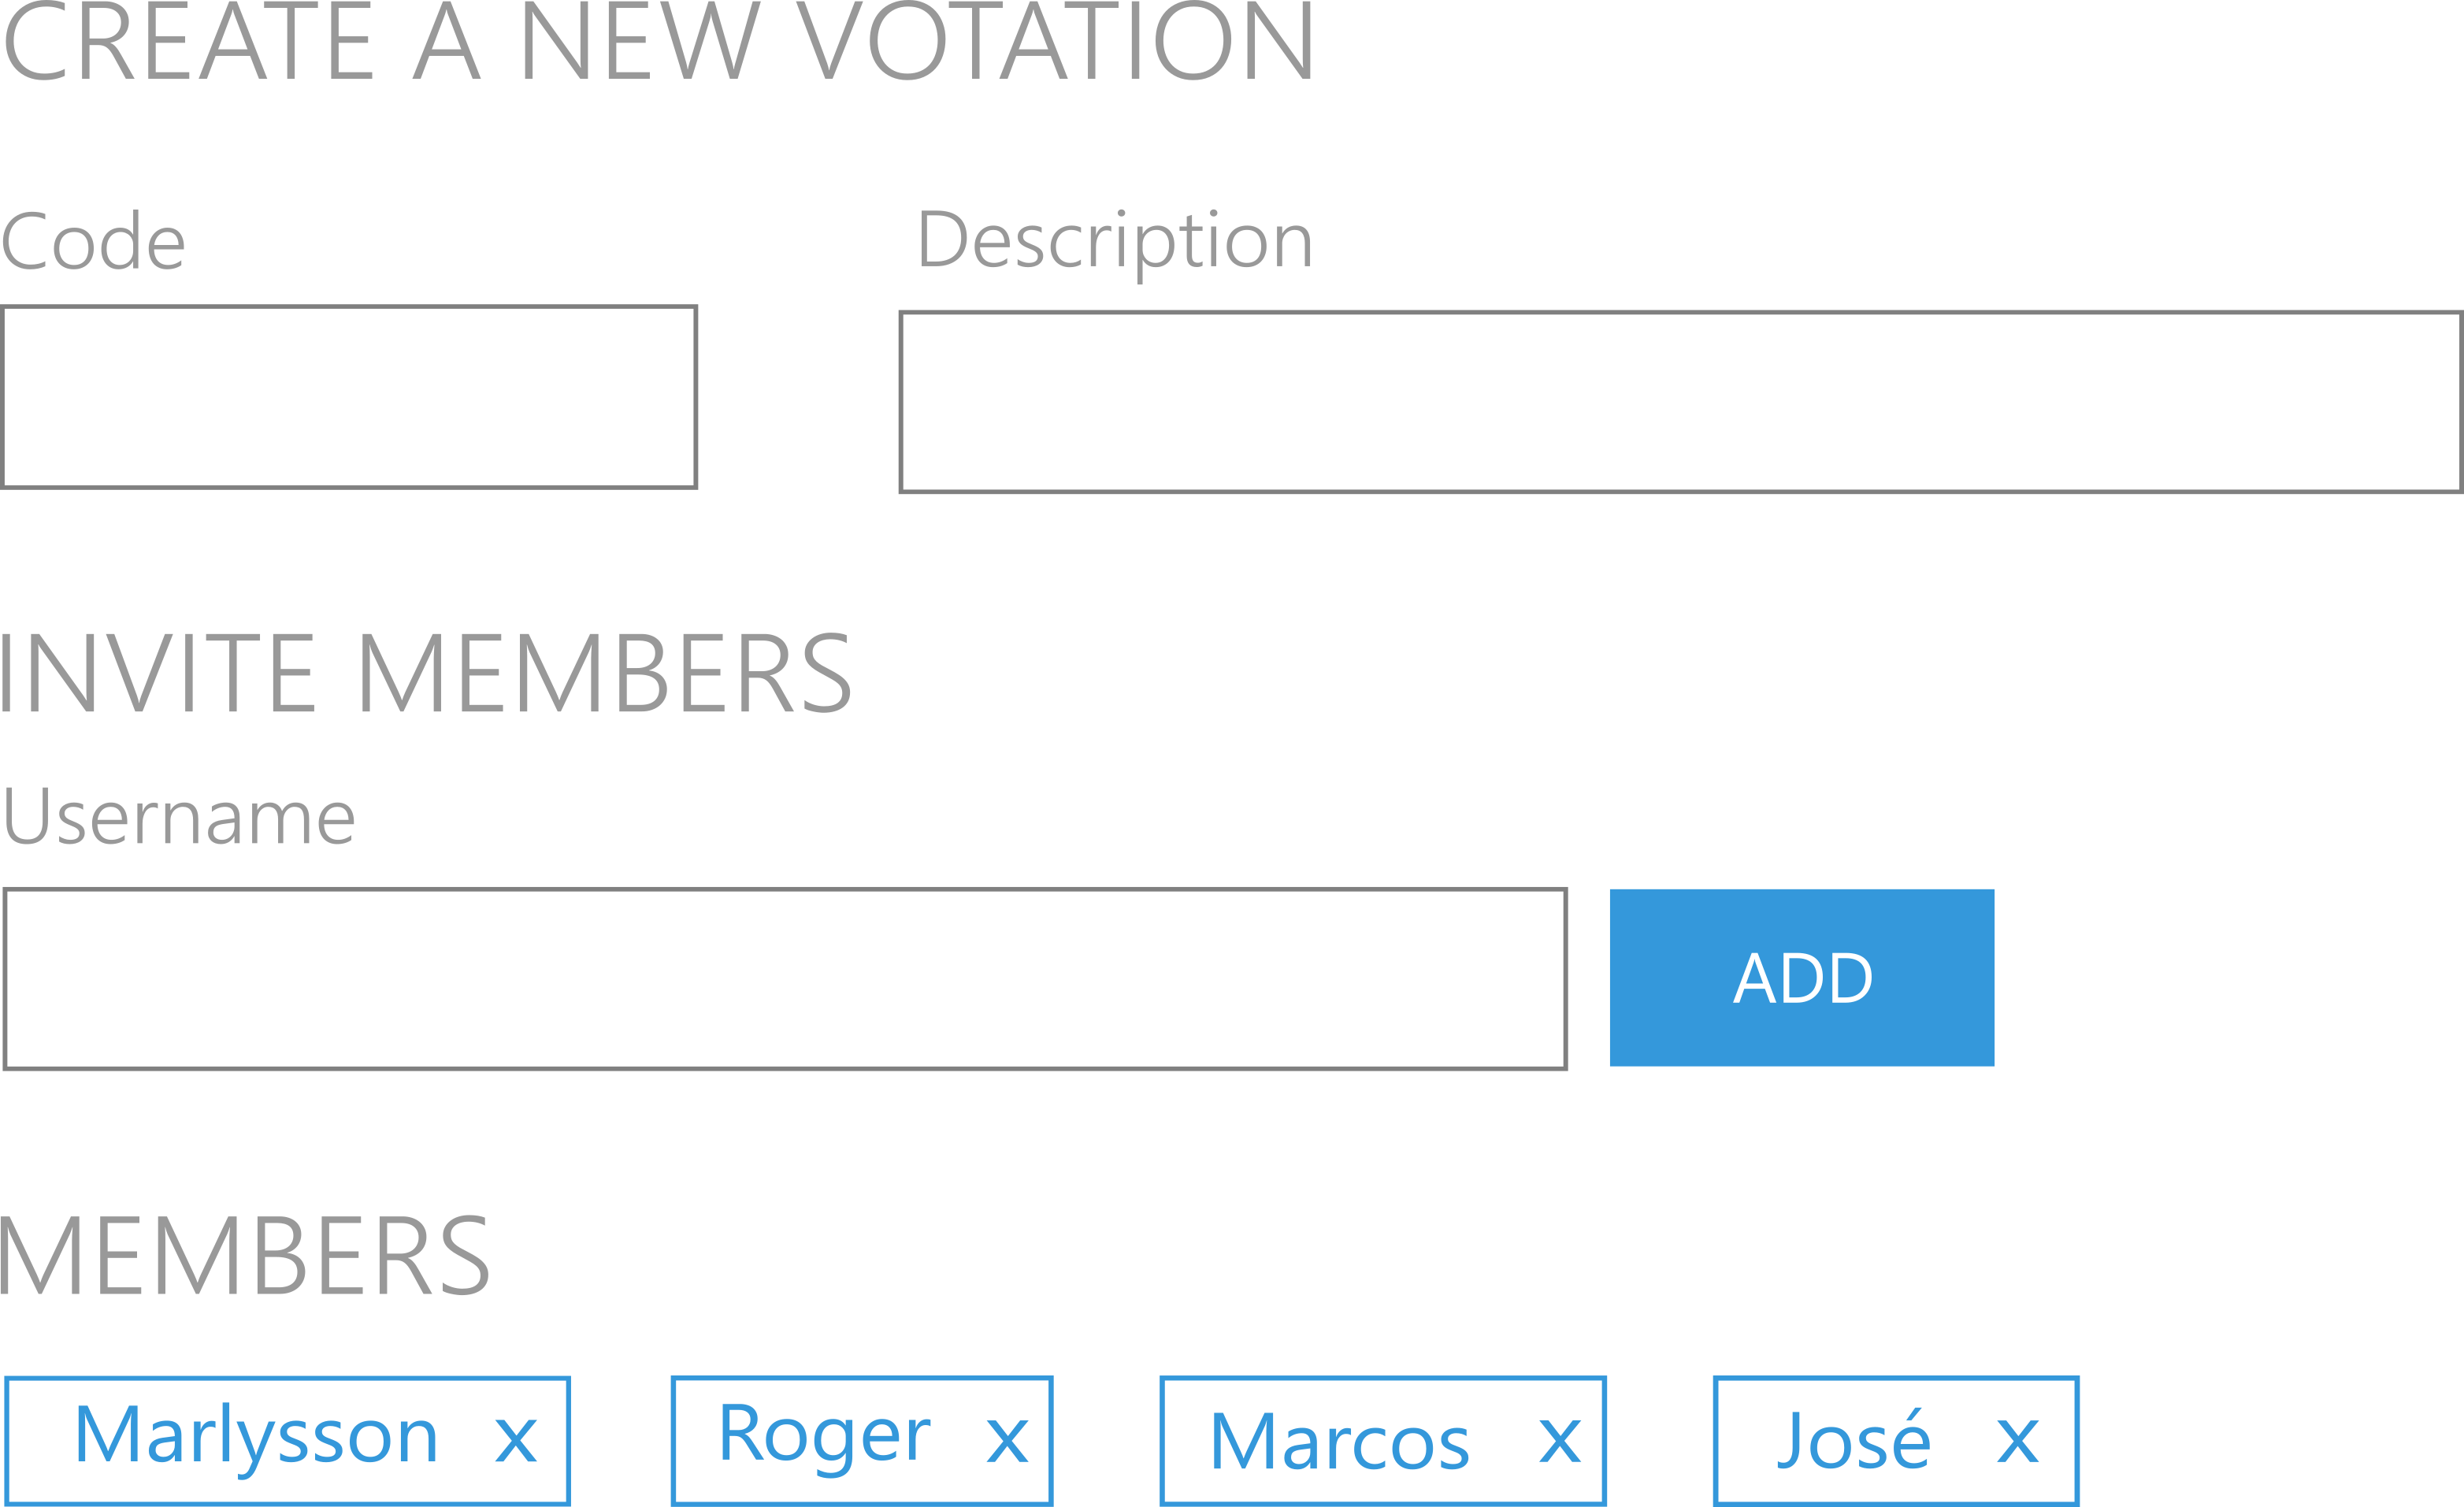 CREATE A NEW VOTATION
Code Description
INVITE MEMBERS
Username
ADD
MEMBERS
Marlysson x Roger x Marcos x José x